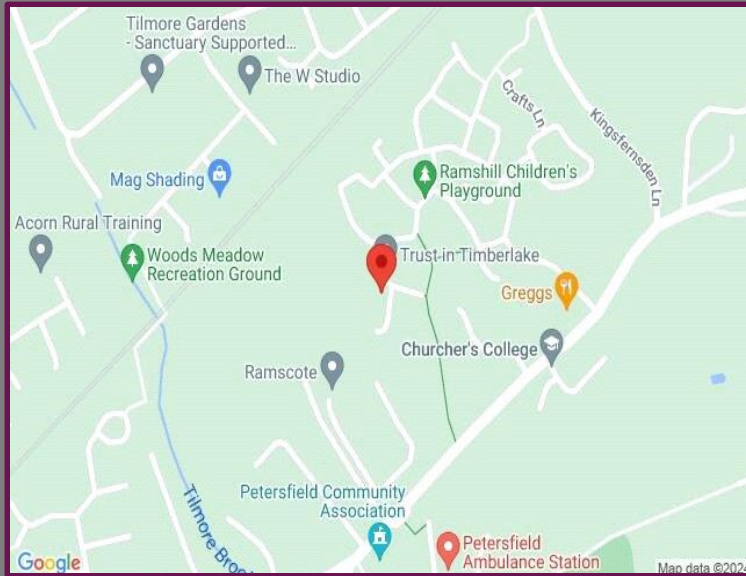 Tilmore Gardens
- Sanctuary Supported...
The W Studio
Crafts Ln
Kingsfernsden Ln
Mag Shading
Ramshill Children's
Playground
Acorn Rural Training
Woods Meadow
Recreation Ground
Trust in Timberlake
Greggs
Churcher's College
Ramscote
Petersfield Community
Association
Tilmore Broo
Petersfield
Ambulance Station
Google
Map data ©2024